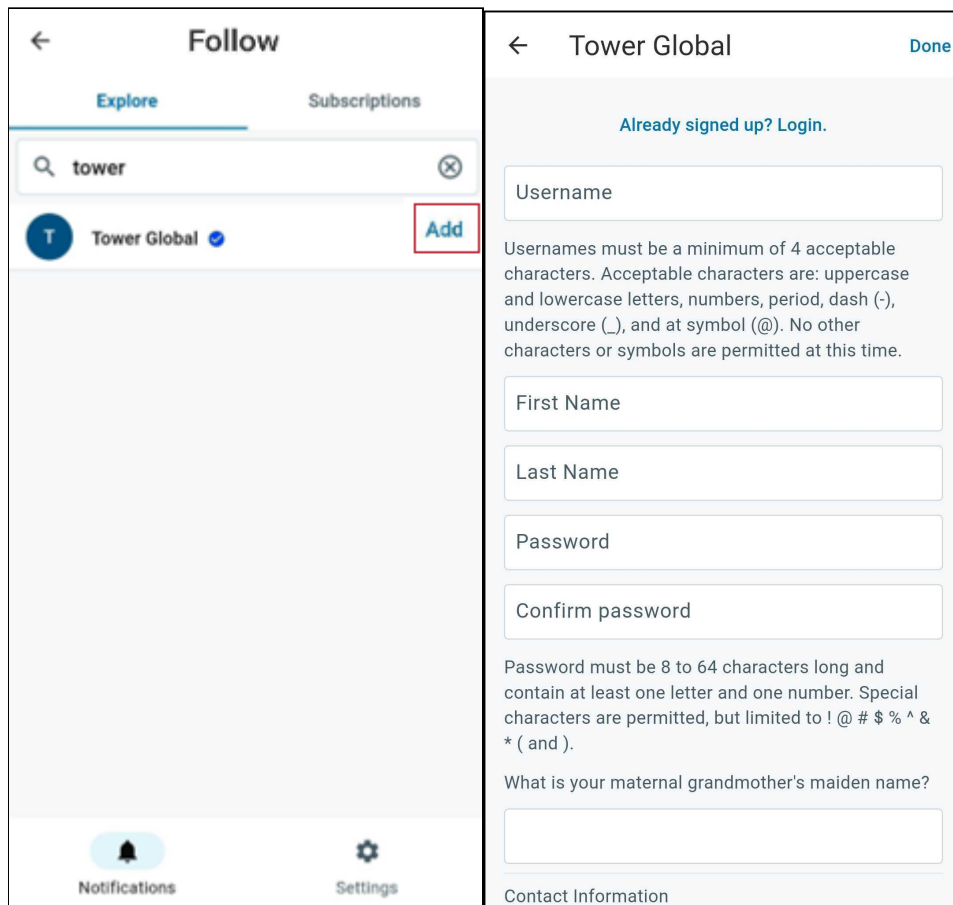 Follow
Explore
Subscriptions
tower
T
Tower Global
Add
Notifications
Settings
Tower Global
Done
Already signed up? Login.
Username
Usernames must be a minimum of 4 acceptable
characters. Acceptable characters are: uppercase
and lowercase letters, numbers, period, dash (-),
underscore (_), and at symbol (@). No other
characters or symbols are permitted at this time.
First Name
Last Name
Password
Confirm password
Password must be 8 to 64 characters long and
contain at least one letter and one number. Special
characters are permitted, but limited to ! @ # $ % ^ &
* ( and ).
What is your maternal grandmother's maiden name?
Contact Information